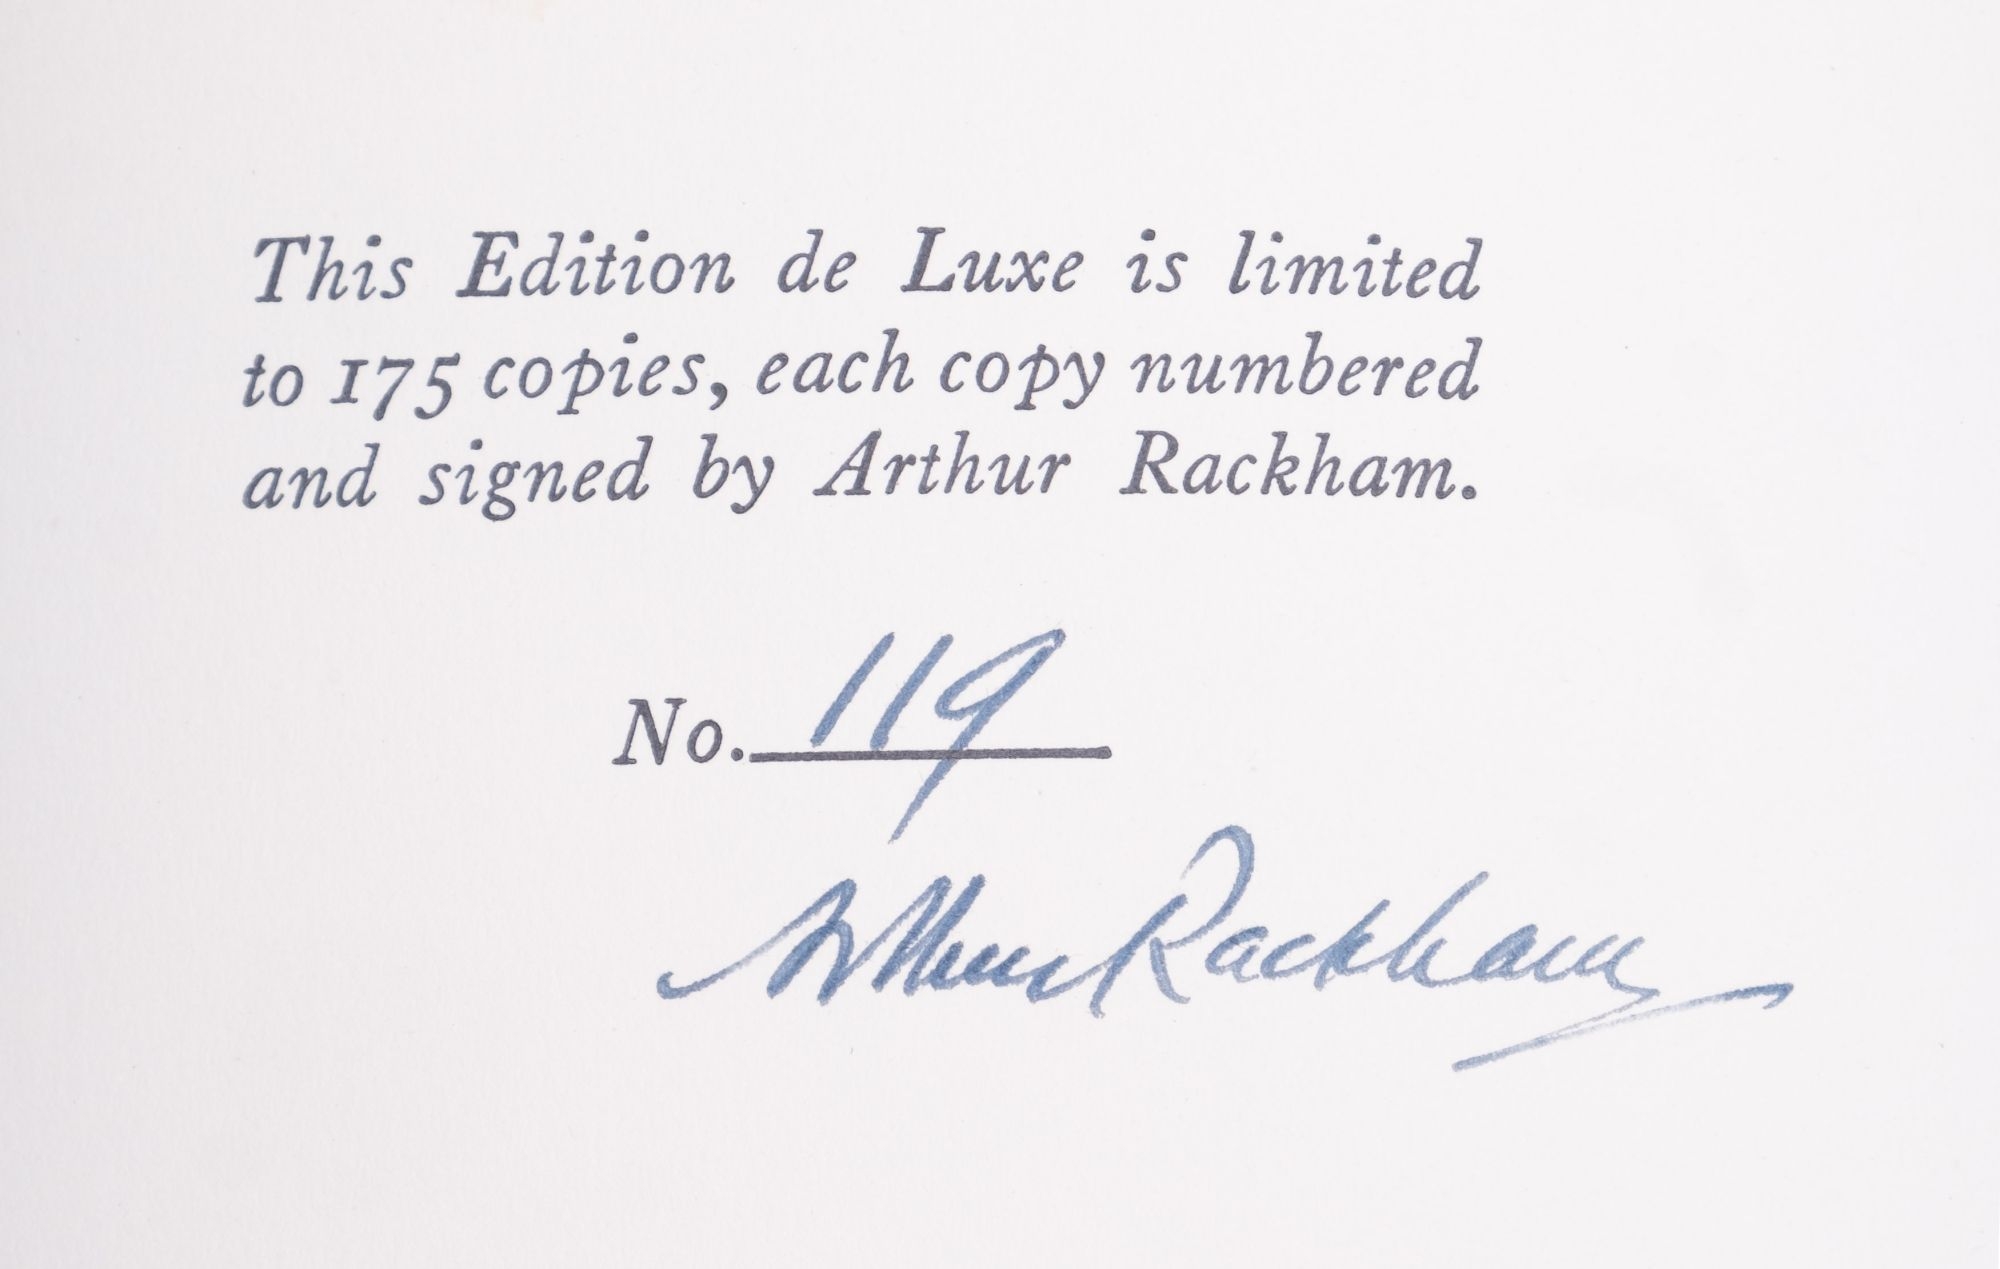 This Edition de Luxe is limited
to 175 copies, each copy numbered
and signed by Arthur Rackham.
No. 119
Arthur Rackham